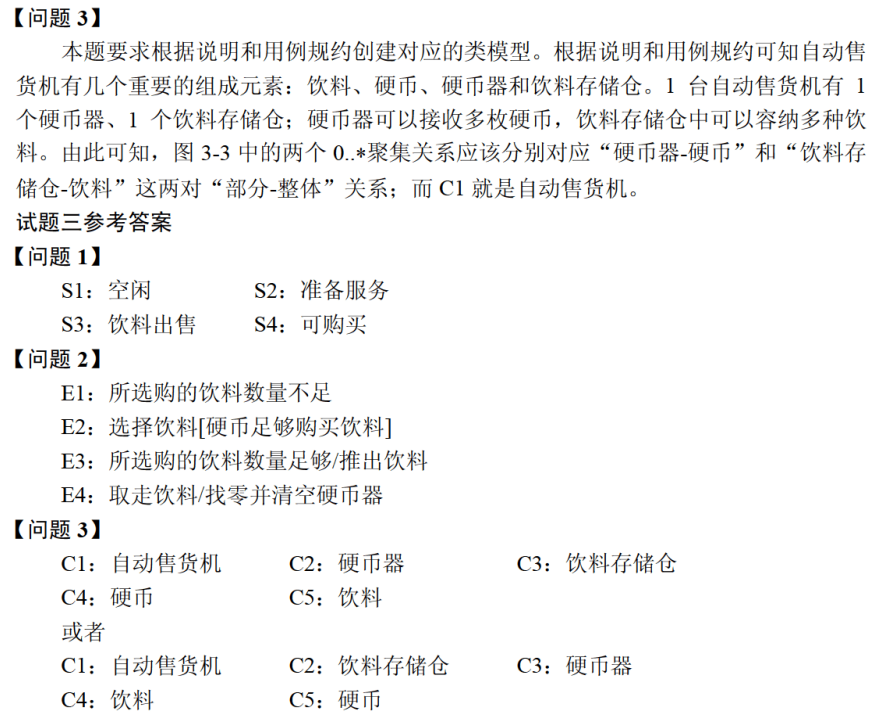 【问题 3】
本题要求根据说明和用例规约创建对应的类模型。根据说明和用例规约可知自动售
货机有几个重要的组成元素：饮料、硬币、硬币器和饮料存储仓。1 台自动售货机有 1
个硬币器、1 个饮料存储仓；硬币器可以接收多枚硬币，饮料存储仓中可以容纳多种饮
料。由此可知，图 3-3 中的两个 0..*聚集关系应该分别对应“硬币器-硬币”和“饮料存
储仓-饮料”这两对“部分-整体”关系；而 C1 就是自动售货机。
试题三参考答案
【问题 1】
S1：空闲 S2：准备服务
S3：饮料出售 S4：可购买
【问题 2】
E1：所选购的饮料数量不足
E2：选择饮料[硬币足够购买饮料]
E3：所选购的饮料数量足够/推出饮料
E4：取走饮料/找零并清空硬币器
【问题 3】
C1：自动售货机 C2：硬币器 C3：饮料存储仓
C4：硬币 C5：饮料
或者
C1：自动售货机 C2：饮料存储仓 C3：硬币器
C4：饮料 C5：硬币